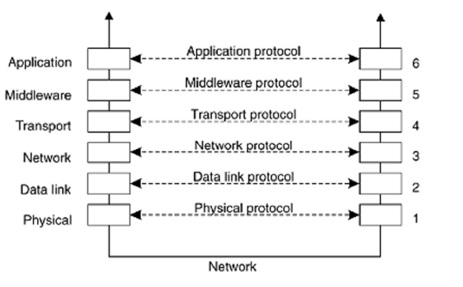 Application Application protocol 6
Middleware Middleware protocol 5
Transport Transport protocol 4
Network Network protocol 3
Data link Data link protocol 2
Physical Physical protocol 1
Network